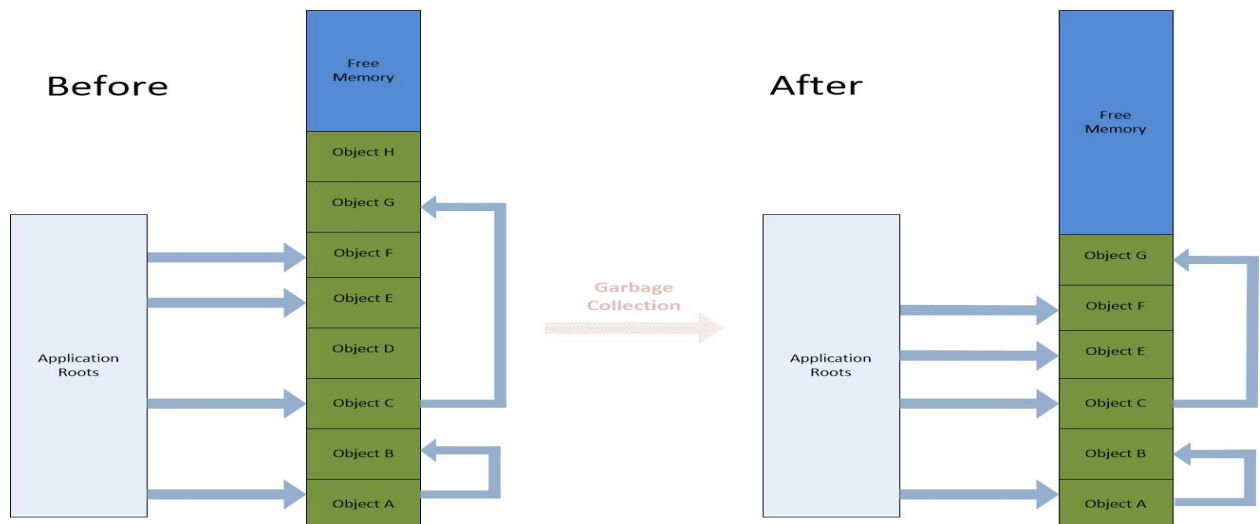 Before
Free
Memory
Object H
Object G
Object F
Object E
Object D
Object C
Object B
Object A
Application
Roots
Garbage
Collection
After
Free
Memory
Object G
Object F
Object E
Object C
Object B
Object A
Application
Roots